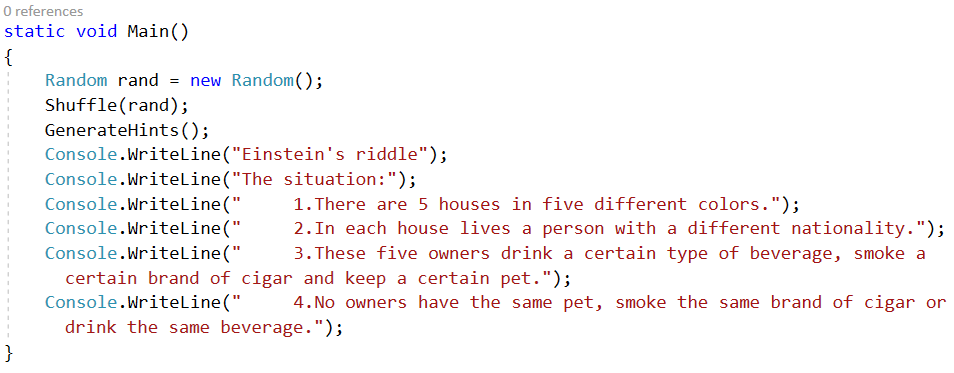 0 references
static void Main()
{
    Random rand = new Random();
    Shuffle(rand);
    GenerateHints();
    Console.WriteLine("Einstein's riddle");
    Console.WriteLine("The situation:");
    Console.WriteLine("     1.There are 5 houses in five different colors.");
    Console.WriteLine("     2.In each house lives a person with a different nationality.");
    Console.WriteLine("     3.These five owners drink a certain type of beverage, smoke a
      certain brand of cigar and keep a certain pet.");
    Console.WriteLine("     4.No owners have the same pet, smoke the same brand of cigar or
      drink the same beverage.");
}